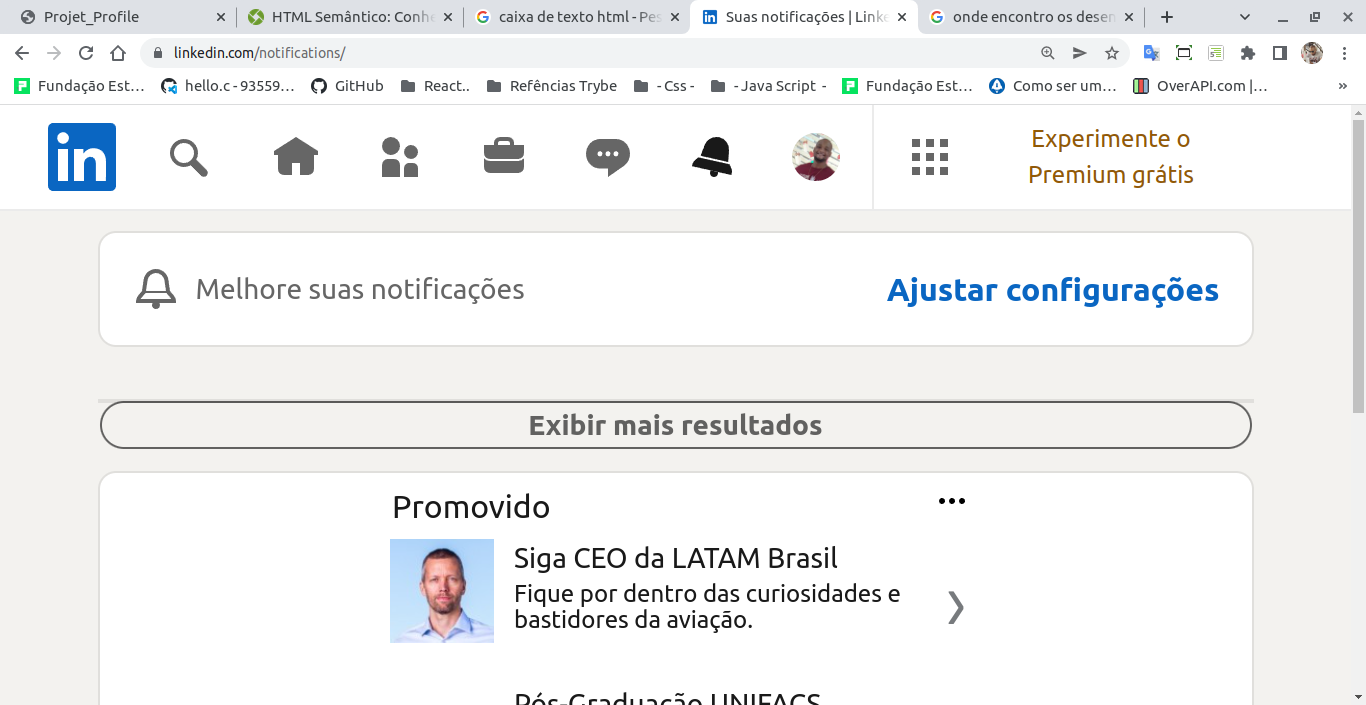 Projet_Profile
HTML Semântico: Conhe
caixa de texto html - Pes
Suas notificações | Linke
onde encontro os desen
linkedin.com/notifications/
Fundação Est…
hello.c - 93559…
GitHub
React..
Refências Trybe
- Css -
- Java Script -
Fundação Est…
Como ser um…
OverAPI.com |…
»
in
Experimente o
Premium grátis
Melhore suas notificações
Ajustar configurações
Exibir mais resultados
Promovido
Siga CEO da LATAM Brasil
Fique por dentro das curiosidades e
bastidores da aviação.
Pós-Graduação UNIFACS